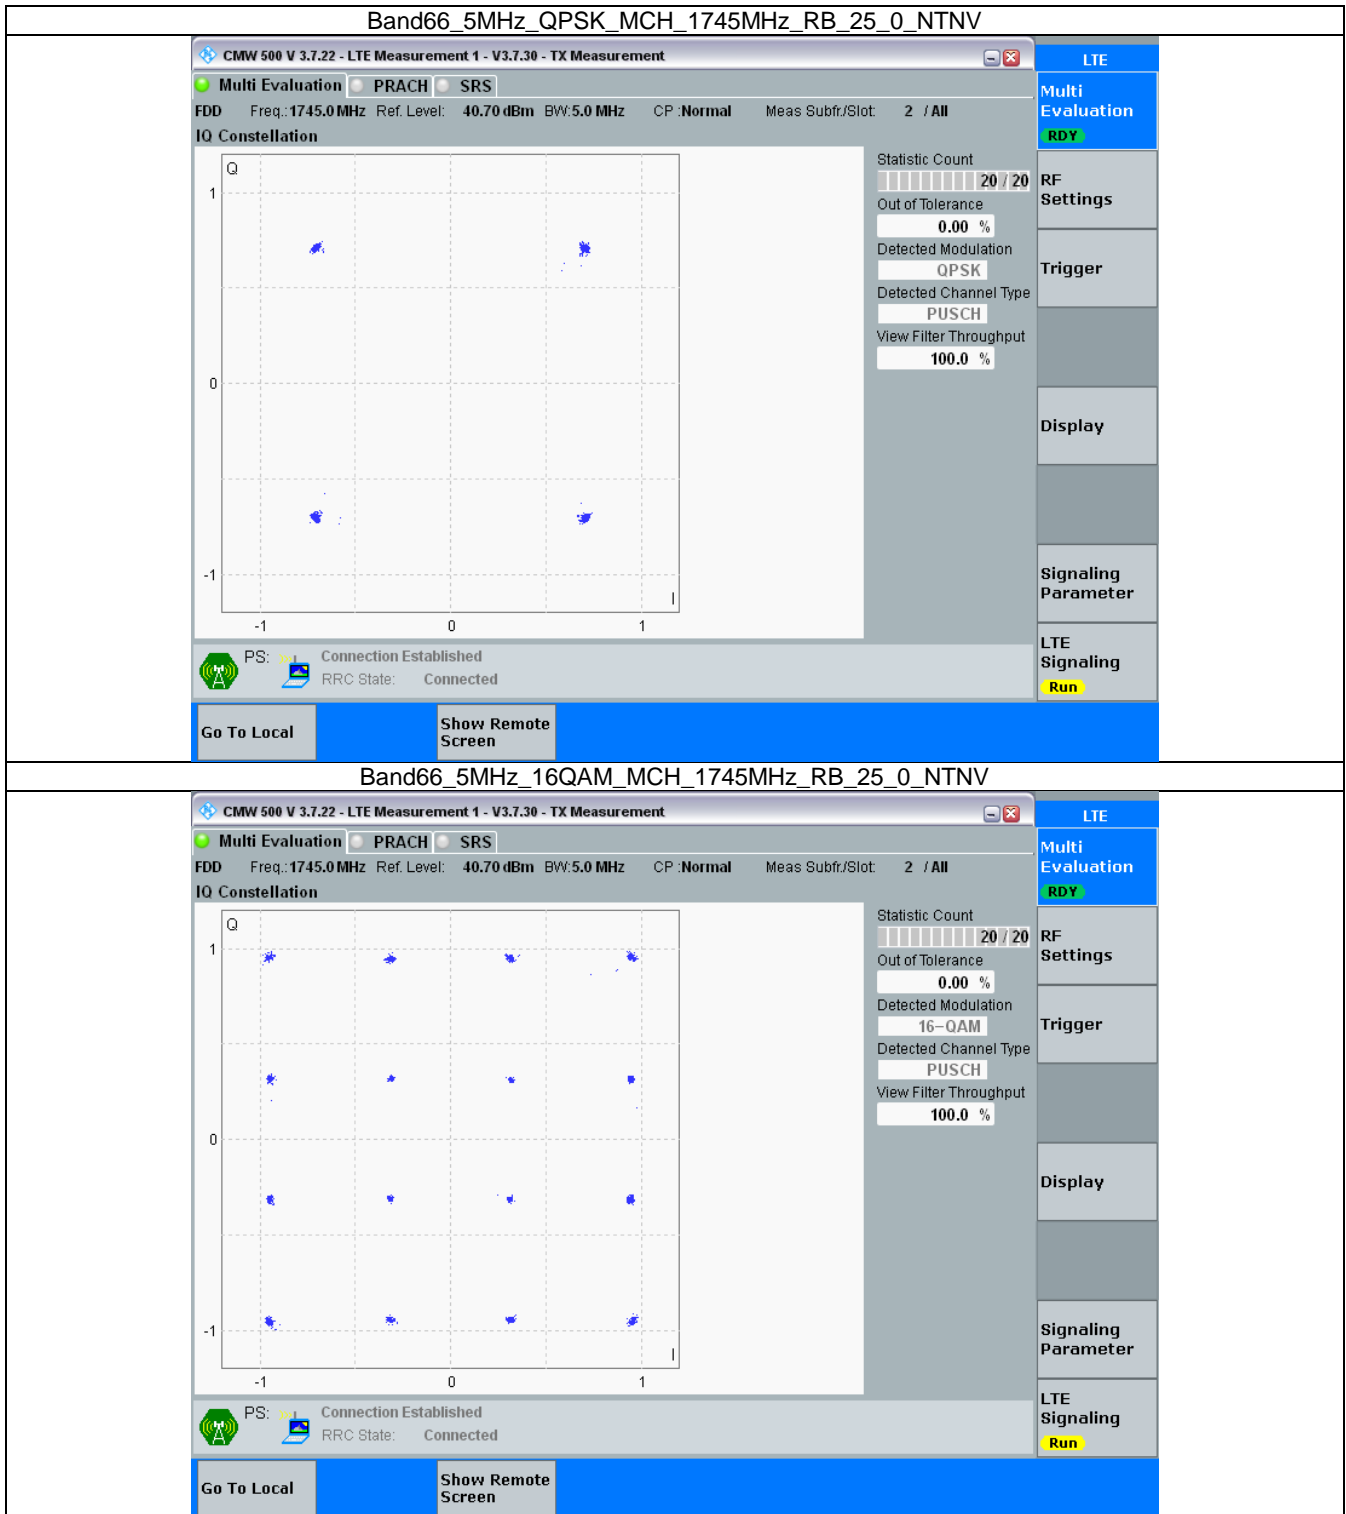 Band66_5MHz_QPSK_MCH_1745MHz_RB_25_0_NTNV
CMW 500 V 3.7.22 - LTE Measurement 1 - V3.7.30 - TX Measurement
LTE
Multi Evaluation PRACH SRS
Multi
Evaluation
RDY
FDD Freq.: 1745.0 MHz Ref. Level: 40.70 dBm BW: 5.0 MHz CP : Normal Meas Subfr./Slot: 2 / All
IQ Constellation
Q
1
0
-1
I
-1 0 1
Statistic Count
20 / 20
Out of Tolerance
0.00 %
Detected Modulation
QPSK
Detected Channel Type
PUSCH
View Filter Throughput
100.0 %
RF
Settings
Trigger
Display
Signaling
Parameter
LTE
Signaling
Run
PS: Connection Established
RRC State: Connected
Go To Local
Show Remote
Screen
Band66_5MHz_16QAM_MCH_1745MHz_RB_25_0_NTNV
CMW 500 V 3.7.22 - LTE Measurement 1 - V3.7.30 - TX Measurement
LTE
Multi Evaluation PRACH SRS
Multi
Evaluation
RDY
FDD Freq.: 1745.0 MHz Ref. Level: 40.70 dBm BW: 5.0 MHz CP : Normal Meas Subfr./Slot: 2 / All
IQ Constellation
Q
1
0
-1
I
-1 0 1
Statistic Count
20 / 20
Out of Tolerance
0.00 %
Detected Modulation
16-QAM
Detected Channel Type
PUSCH
View Filter Throughput
100.0 %
RF
Settings
Trigger
Display
Signaling
Parameter
LTE
Signaling
Run
PS: Connection Established
RRC State: Connected
Go To Local
Show Remote
Screen